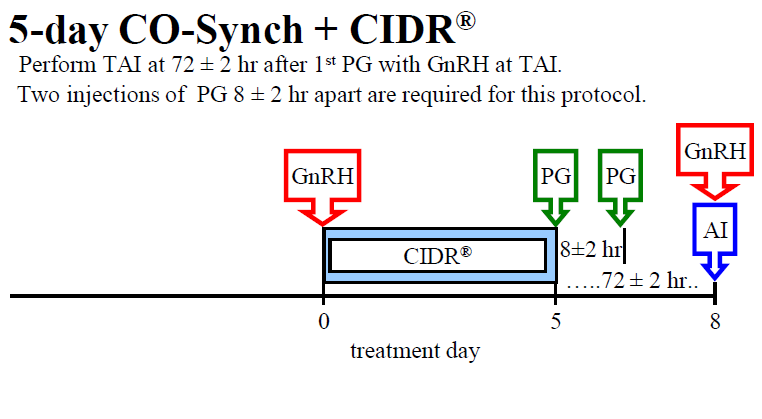 5-day CO-Synch + CIDR®
Perform TAI at 72 ± 2 hr after 1st PG with GnRH at TAI.
Two injections of PG 8 ± 2 hr apart are required for this protocol.
GnRH
PG
PG
GnRH
AI
CIDR®
8±2 hr
.....72 ± 2 hr..
0
5
8
treatment day